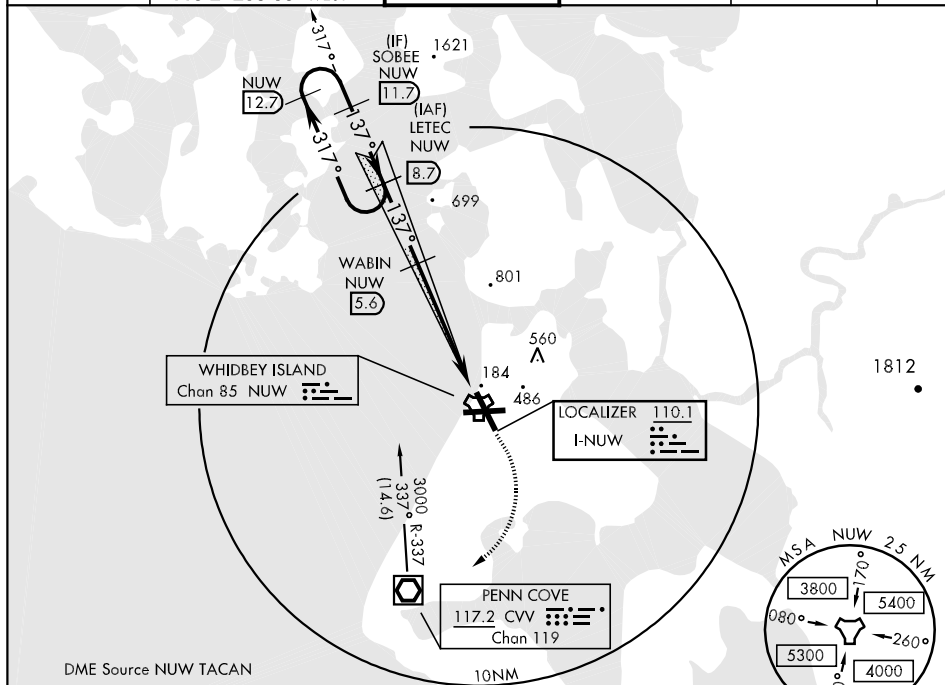 317°
(IF)
SOBEE
NUW
11.7
1621
NUW
12.7
137°
(IAF)
LETEC
NUW
8.7
317°
699
137°
WABIN
NUW
5.6
801
560
184
486
1812
WHIDBEY ISLAND
Chan 85 NUW
LOCALIZER 110.1
I-NUW
3000
337° R-337
(14.6)
PENN COVE
117.2 CVV
Chan 119
MSA NUW 25 NM
170°
3800
5400
080°
260°
5300
4000
DME Source NUW TACAN
10NM